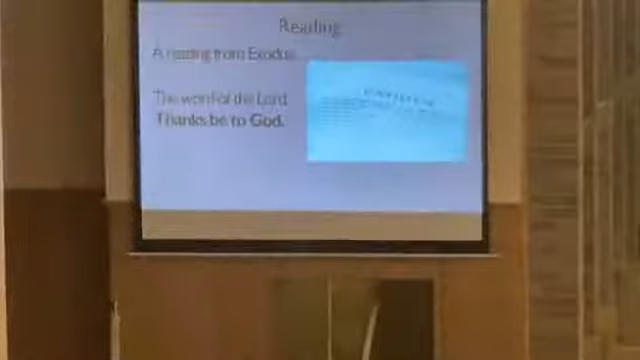 Reading
A reading from Exodus
The word of the Lord
Thanks be to God.